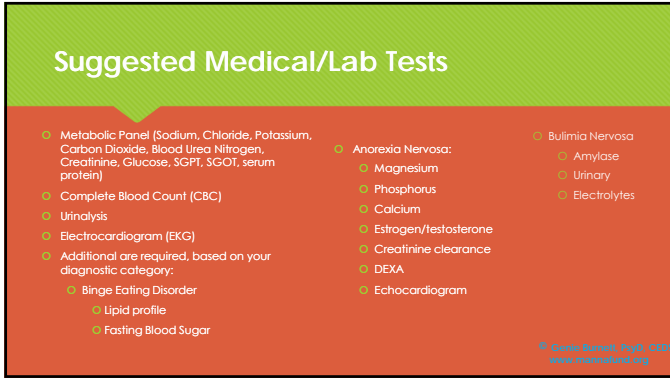 Suggested Medical/Lab Tests
Metabolic Panel (Sodium, Chloride, Potassium,
Carbon Dioxide, Blood Urea Nitrogen,
Creatinine, Glucose, SGPT, SGOT, serum
protein)
Complete Blood Count (CBC)
Urinalysis
Electrocardiogram (EKG)
Additional are required, based on your
diagnostic category:
Binge Eating Disorder
Lipid profile
Fasting Blood Sugar
Anorexia Nervosa:
Magnesium
Phosphorus
Calcium
Estrogen/testosterone
Creatinine clearance
DEXA
Echocardiogram
Bulimia Nervosa
Amylase
Urinary
Electrolytes
©